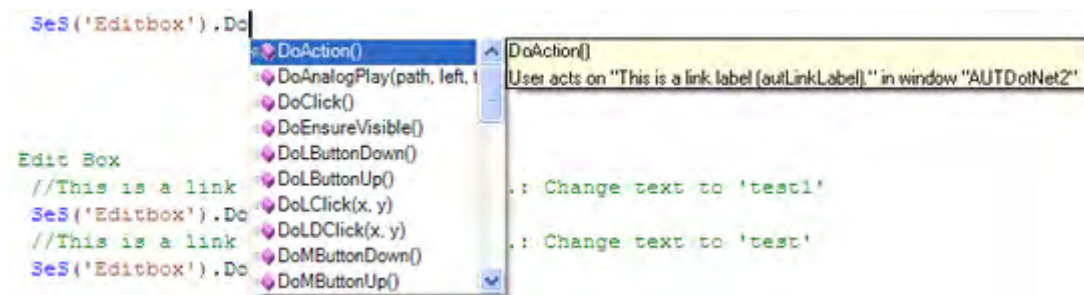 SeS('Editbox').Do
DoAction()
DoAction()
User acts on "This is a link label (autLinkLabel)." in window "AUTDotNet2"
DoAnalogPlay(path, left, t
DoClick()
DoEnsureVisible()
DoLButtonDown()
DoLButtonUp()
DoLClick(x, y)
DoLDClick(x, y)
DoMButtonDown()
DoMButtonUp()
Edit Box
//This is a link .: Change text to 'test1'
SeS('Editbox').Do
//This is a link .: Change text to 'test'
SeS('Editbox').Do